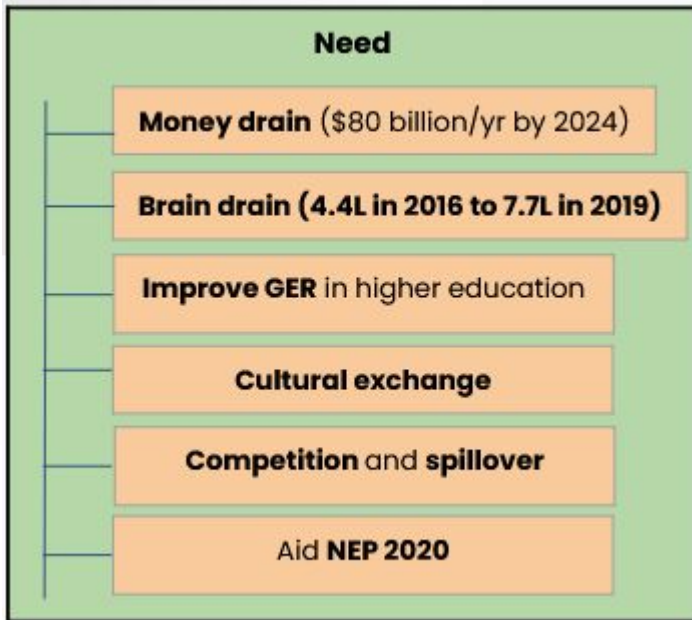 Need
Money drain ($80 billion/yr by 2024)
Brain drain (4.4L in 2016 to 7.7L in 2019)
Improve GER in higher education
Cultural exchange
Competition and spillover
Aid NEP 2020